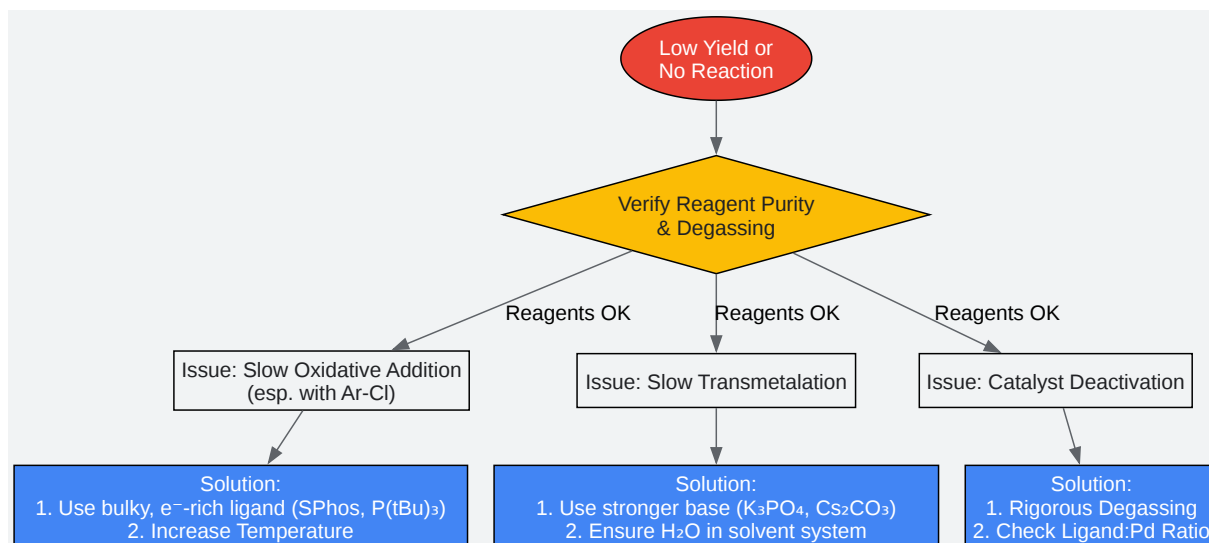 Low Yield or
No Reaction
Verify Reagent Purity
& Degassing
Reagents OK
Reagents OK
Reagents OK
Issue: Slow Oxidative Addition
(esp. with Ar-Cl)
Issue: Slow Transmetalation
Issue: Catalyst Deactivation
Solution:
1. Use bulky, e⁻-rich ligand (SPhos, P(tBu)₃)
2. Increase Temperature
Solution:
1. Use stronger base (K₃PO₄, Cs₂CO₃)
2. Ensure H₂O in solvent system
Solution:
1. Rigorous Degassing
2. Check Ligand:Pd Ratio